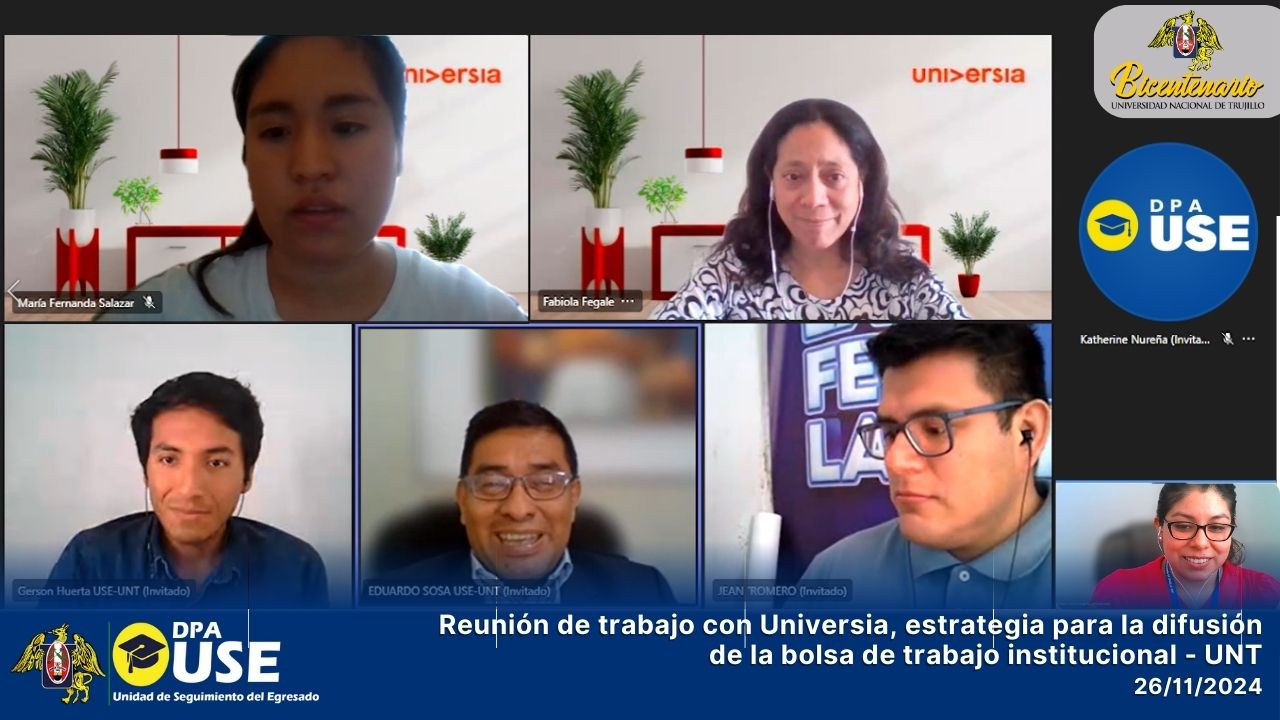 UNI>ERSIA
UNI>ERSIA
Bicentenario
UNIVERSIDAD NACIONAL DE TRUJILLO
DPA
USE
María Fernanda Salazar
Fabiola Fegale
Katherine Nureña (Invita...
FE
LA
Gerson Huerta USE-UNT (Invitado)
EDUARDO SOSA USE-UNT (Invitado)
JEAN ROMERO (Invitado)
DPA
USE
Unidad de Seguimiento del Egresado
Reunión de trabajo con Universia, estrategia para la difusión
de la bolsa de trabajo institucional - UNT
26/11/2024